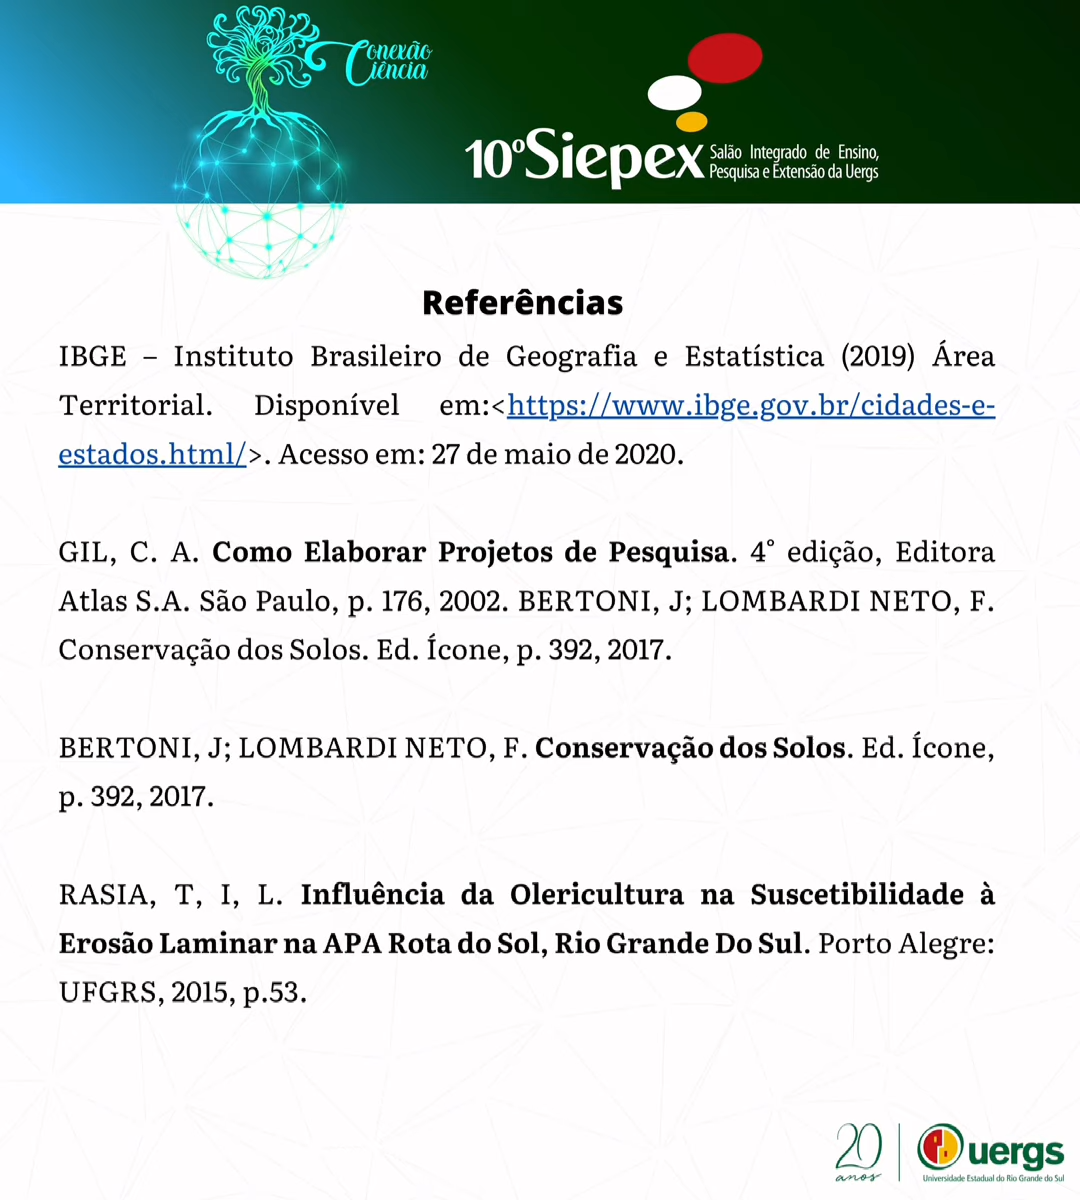 Conexão
Ciência
10º Siepex
Salão Integrado de Ensino,
Pesquisa e Extensão da Uergs
Referências
IBGE – Instituto Brasileiro de Geografia e Estatística (2019) Área
Territorial. Disponível em:<https://www.ibge.gov.br/cidades-e-
estados.html/>. Acesso em: 27 de maio de 2020.
GIL, C. A. Como Elaborar Projetos de Pesquisa. 4° edição, Editora
Atlas S.A. São Paulo, p. 176, 2002. BERTONI, J; LOMBARDI NETO, F.
Conservação dos Solos. Ed. Ícone, p. 392, 2017.
BERTONI, J; LOMBARDI NETO, F. Conservação dos Solos. Ed. Ícone,
p. 392, 2017.
RASIA, T, I, L. Influência da Olericultura na Suscetibilidade à
Erosão Laminar na APA Rota do Sol, Rio Grande Do Sul. Porto Alegre:
UFGRS, 2015, p.53.
20
anos
uergs
Universidade Estadual do Rio Grande do Sul